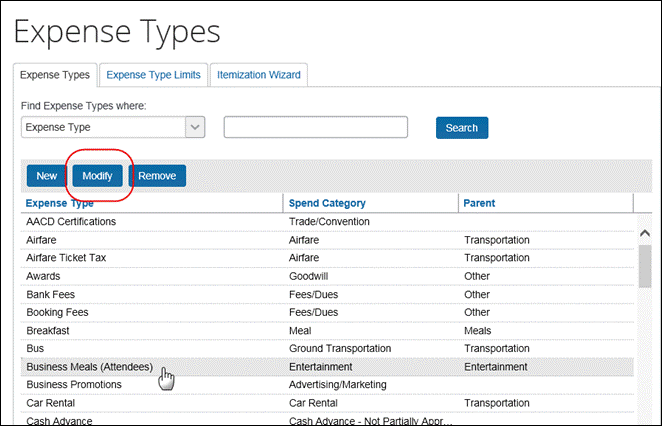 Expense Types
Expense Types Expense Type Limits Itemization Wizard
Find Expense Types where:
Expense Type Search
New Modify Remove
Expense Type Spend Category Parent
AACD Certifications Trade/Convention
Airfare Airfare Transportation
Airfare Ticket Tax Airfare Transportation
Awards Goodwill Other
Bank Fees Fees/Dues Other
Booking Fees Fees/Dues Other
Breakfast Meal Meals
Bus Ground Transportation Transportation
Business Meals (Attendees) Entertainment Entertainment
Business Promotions Advertising/Marketing
Car Rental Car Rental Transportation
Cash Advance Cash Advance - Not Partially Appr...